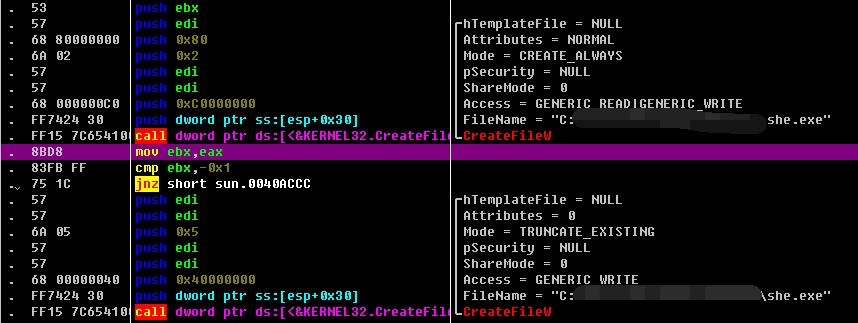 . 53 push ebx
. 57 push edi hTemplateFile = NULL
. 68 80000000 push 0x80 Attributes = NORMAL
. 6A 02 push 0x2 Mode = CREATE_ALWAYS
. 57 push edi pSecurity = NULL
. 57 push edi ShareMode = 0
. 68 000000C0 push 0xC0000000 Access = GENERIC_READ|GENERIC_WRITE
. FF7424 30 push dword ptr ss:[esp+0x30] FileName = "C: she.exe"
. FF15 7C654100 call dword ptr ds:[<&KERNEL32.CreateFile CreateFileW
. 8BD8 mov ebx,eax
. 83FB FF cmp ebx,-0x1
. 75 1C jnz short sun.0040ACCC
. 57 push edi hTemplateFile = NULL
. 57 push edi Attributes = 0
. 6A 05 push 0x5 Mode = TRUNCATE_EXISTING
. 57 push edi pSecurity = NULL
. 57 push edi ShareMode = 0
. 68 00000040 push 0x40000000 Access = GENERIC_WRITE
. FF7424 30 push dword ptr ss:[esp+0x30] FileName = "C: \she.exe"
. FF15 7C654100 call dword ptr ds:[<&KERNEL32.CreateFile CreateFileW